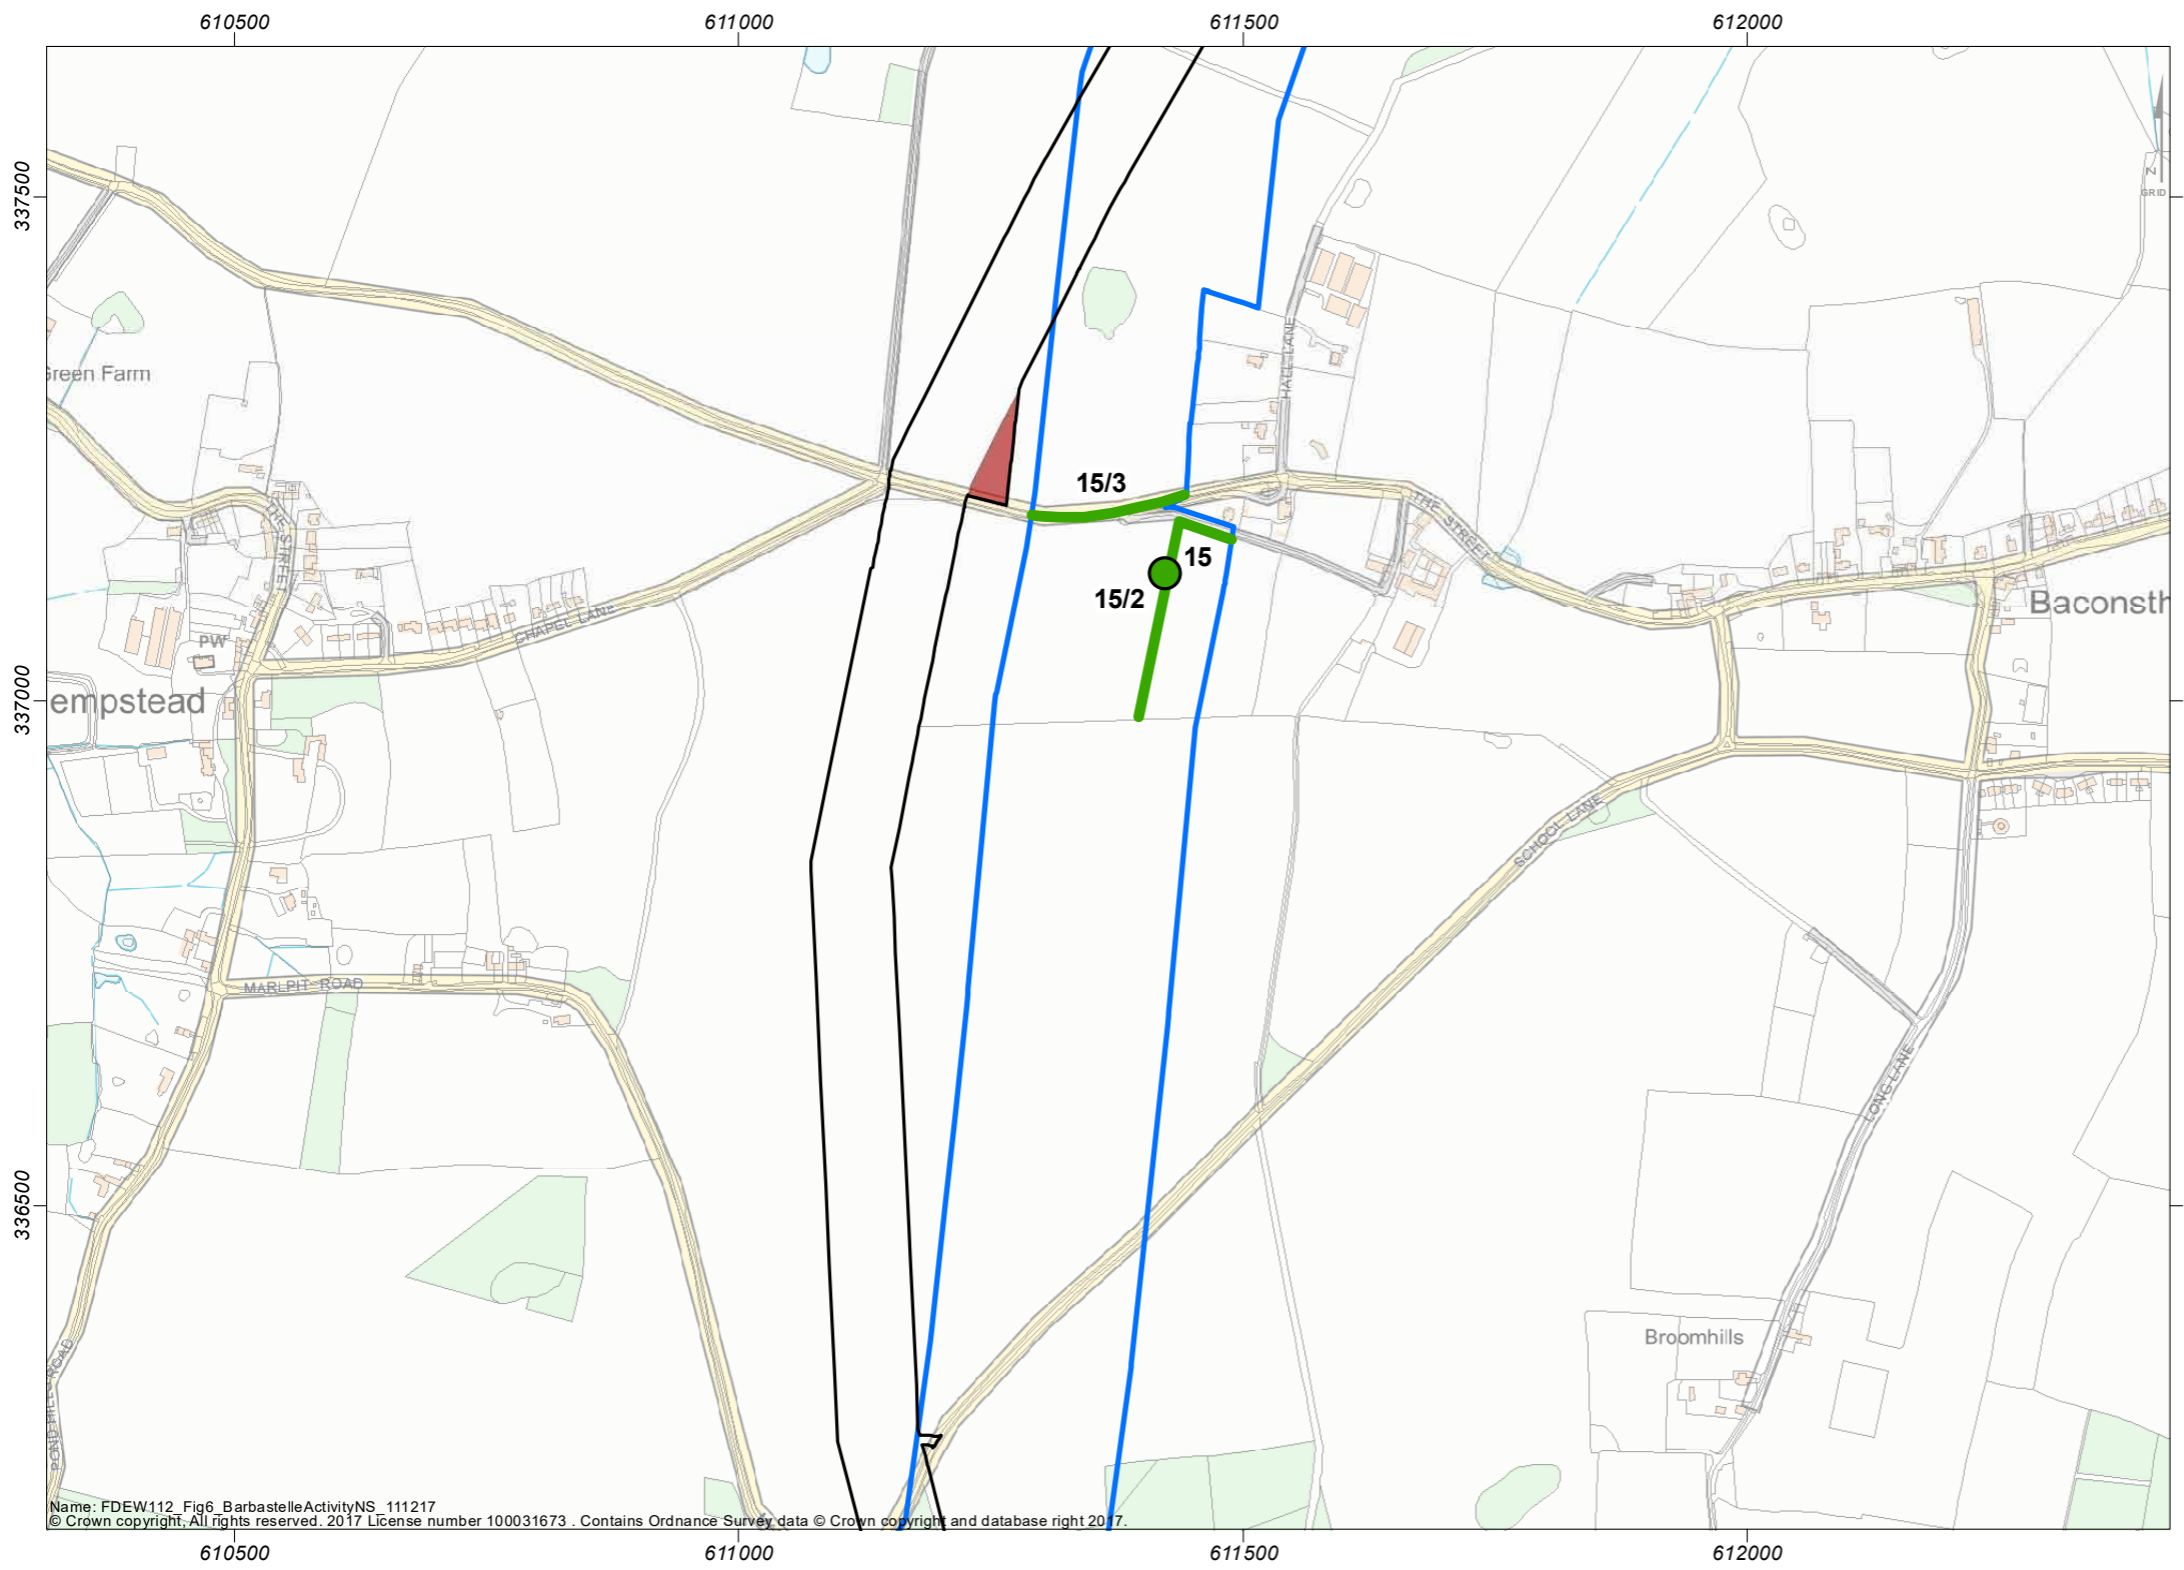 610500 611000 611500 612000
337500
N
GRID
Green Farm
HALL LANE
15/3
THE STREET
THE STREET
15
15/2
Baconsth
PW
CHAPEL LANE
337000
empstead
SCHOOL LANE
MARLPIT ROAD
LONG LANE
336500
Broomhills
POND HILLS ROAD
Name: FDEW112_Fig6_BarbastelleActivityNS_111217
© Crown copyright, All rights reserved. 2017 License number 100031673 . Contains Ordnance Survey data © Crown copyright and database right 2017.
610500 611000 611500 612000